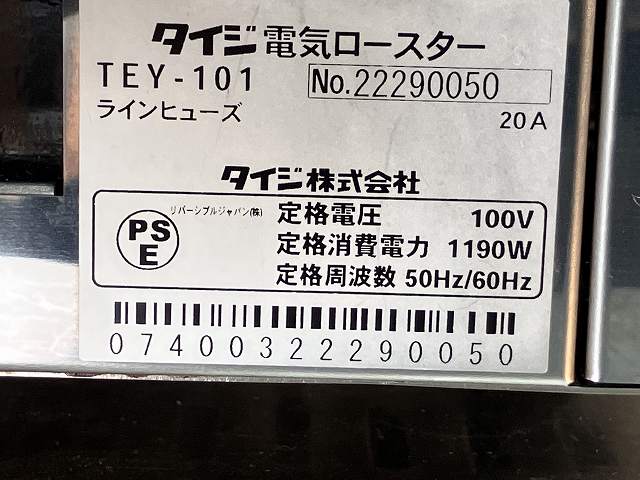 タイジ電気ロースター
TEY-101 No.22290050
ラインヒューズ 20A
タイジ株式会社
PSE リバーシブルジャパン(株) 定格電圧 100V
定格消費電力 1190W
定格周波数 50Hz/60Hz
07400322290050